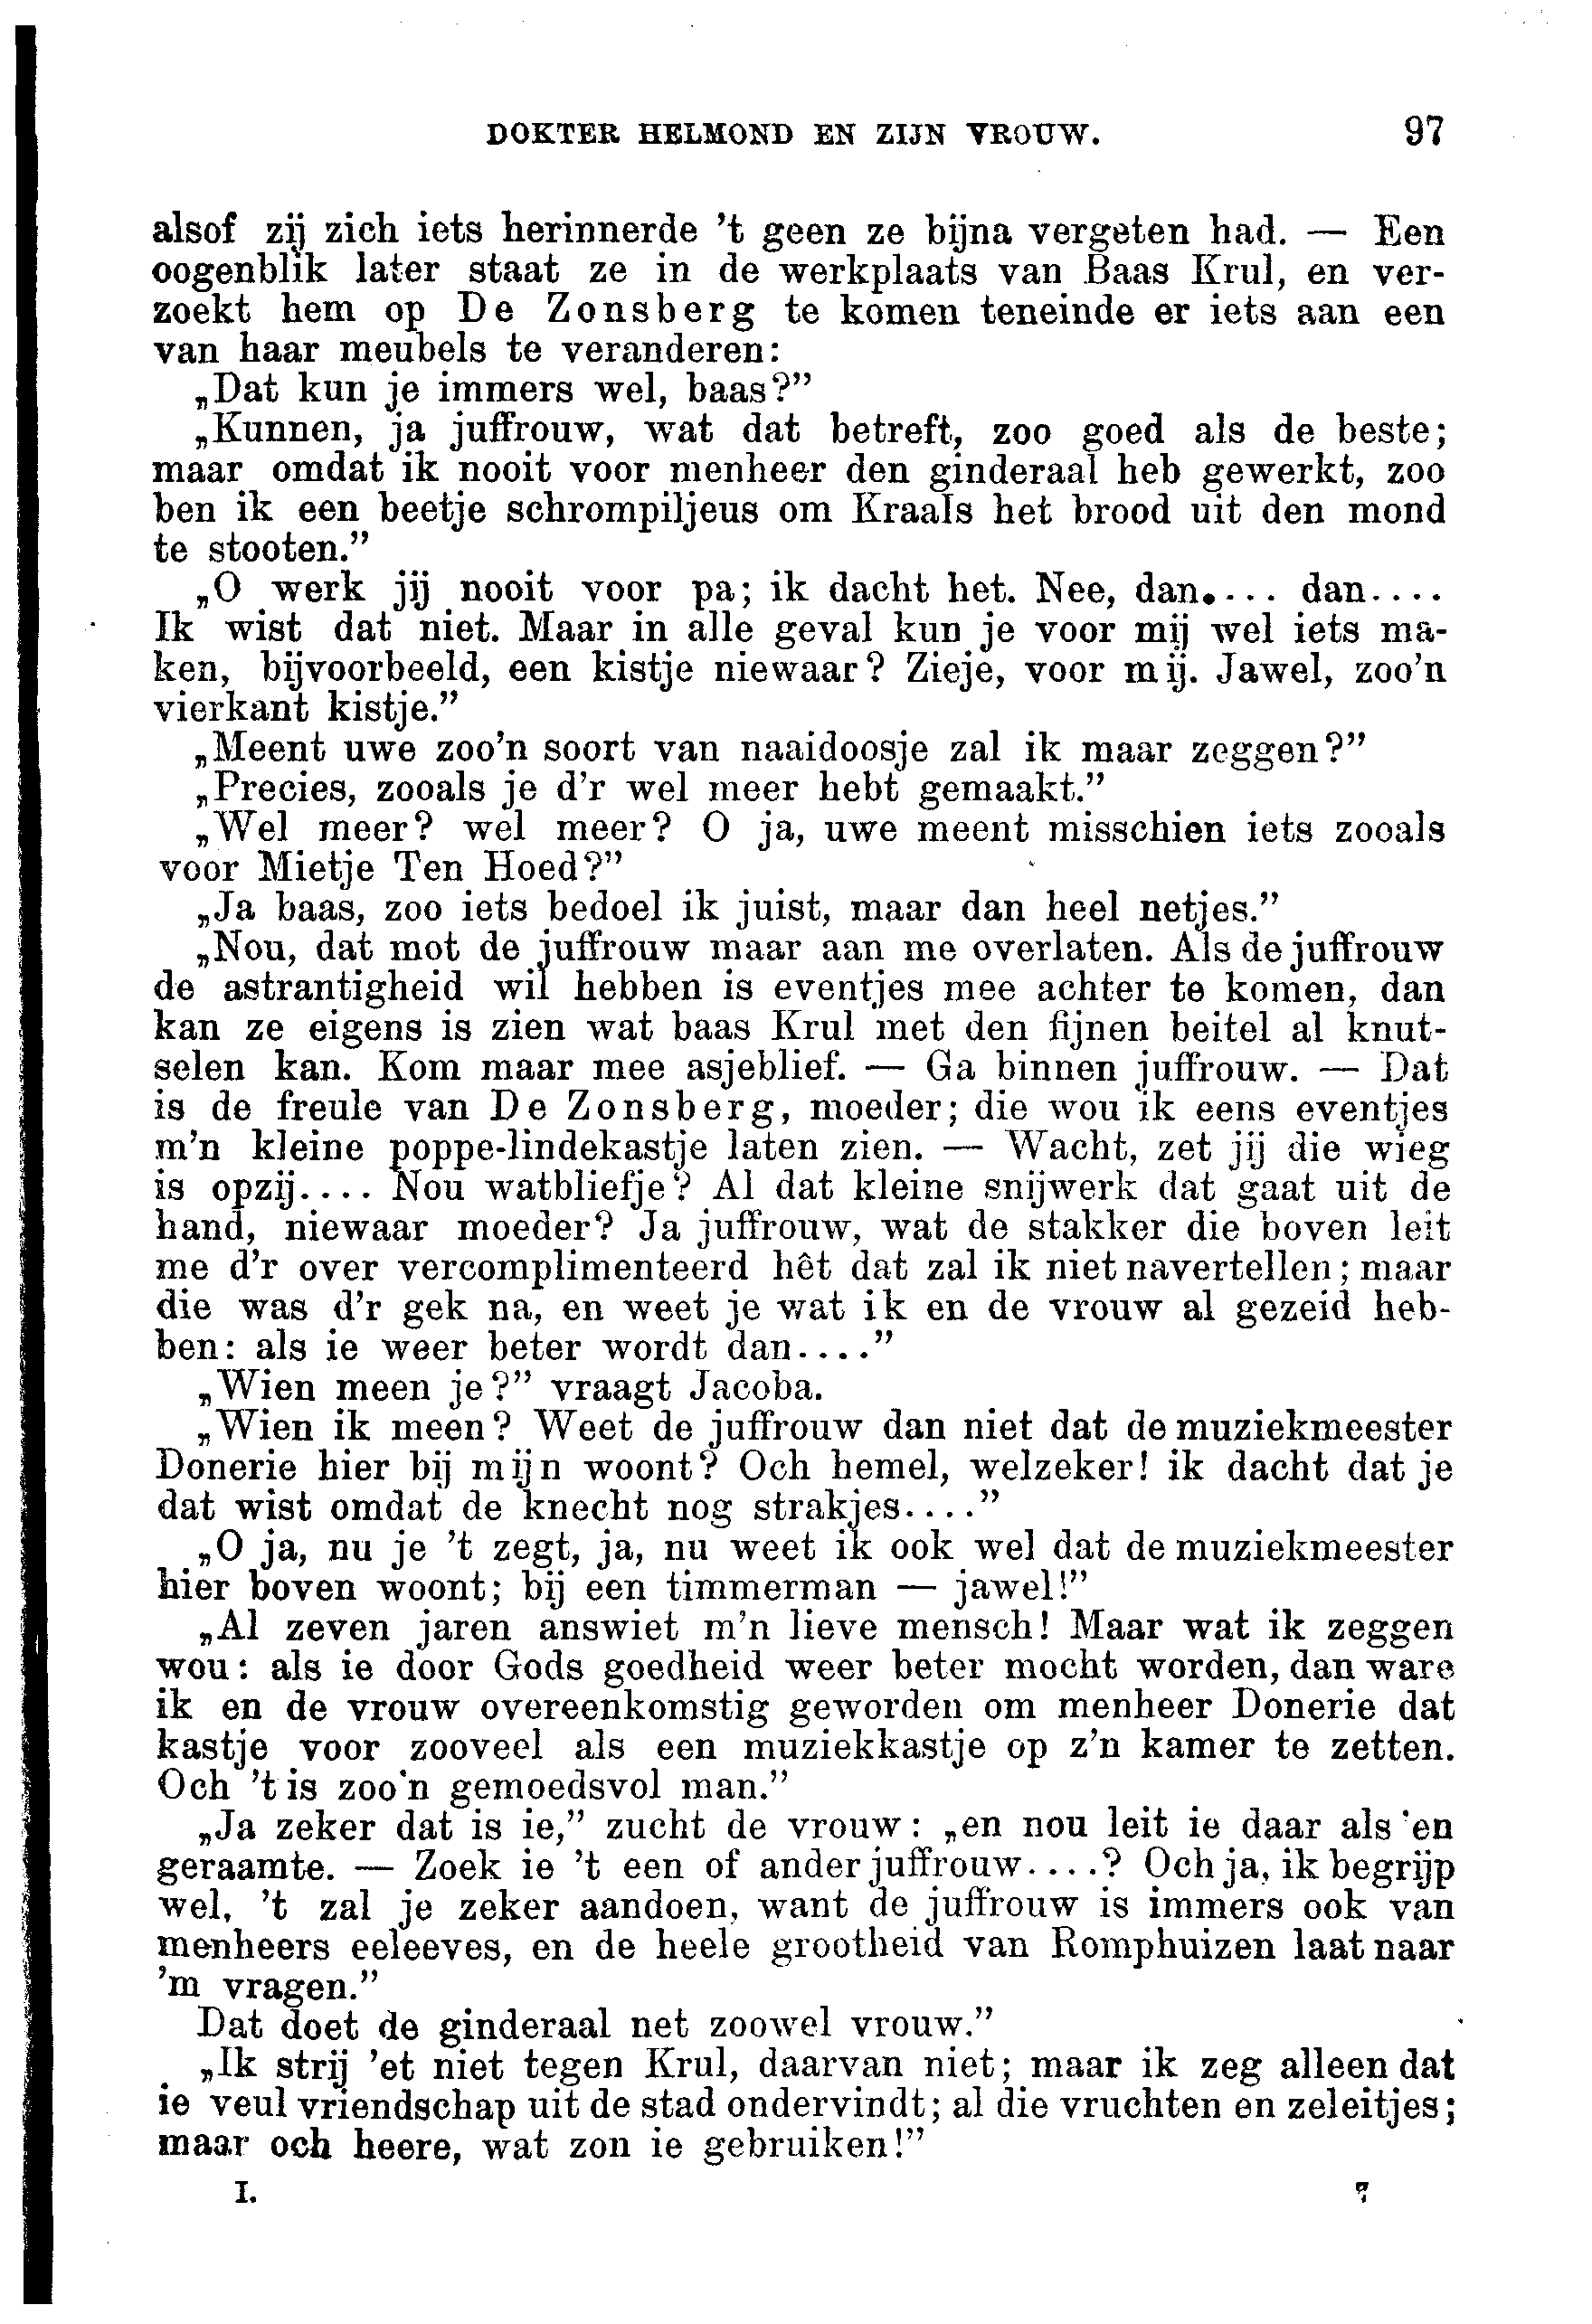 DOKTER HELMOND EN ZIJN VROUW. 97
alsof zij zich iets herinnerde 't geen ze bijna vergeten had. — Een
oogenblik later staat ze in de werkplaats van Baas Krul, en ver-
zoekt hem op De Zonsberg te komen teneinde er iets aan een
van haar meubels te veranderen:
„Dat kun je immers wel, baas?”
„Kunnen, ja juffrouw, wat dat betreft, zoo goed als de beste;
maar omdat ik nooit voor menheer den ginderaal heb gewerkt, zoo
ben ik een beetje schrompiljeus om Kraals het brood uit den mond
te stooten.”
„O werk jij nooit voor pa; ik dacht het. Nee, dan.... dan....
Ik wist dat niet. Maar in alle geval kun je voor mij wel iets ma-
ken, bijvoorbeeld, een kistje niewaar? Zieje, voor mij. Jawel, zoo'n
vierkant kistje.”
„Meent uwe zoo'n soort van naaidoosje zal ik maar zeggen?”
„Precies, zooals je d'r wel meer hebt gemaakt.”
„Wel meer? wel meer? O ja, uwe meent misschien iets zooals
voor Mietje Ten Hoed?”
„Ja baas, zoo iets bedoel ik juist, maar dan heel netjes.”
„Nou, dat mot de juffrouw maar aan me overlaten. Als de juffrouw
de astrantigheid wil hebben is eventjes mee achter te komen, dan
kan ze eigens is zien wat baas Krul met den fijnen beitel al knut-
selen kan. Kom maar mee asjeblief. — Ga binnen juffrouw. — Dat
is de freule van De Zonsberg, moeder; die wou ik eens eventjes
m'n kleine poppe-lindekastje laten zien. — Wacht, zet jij die wieg
is opzij.... Nou watbliefje? Al dat kleine snijwerk dat gaat uit de
hand, niewaar moeder? Ja juffrouw, wat de stakker die boven leit
me d'r over vercomplimenteerd hêt dat zal ik niet navertellen; maar
die was d'r gek na, en weet je wat ik en de vrouw al gezeid heb-
ben: als ie weer beter wordt dan....”
„Wien meen je?” vraagt Jacoba.
„Wien ik meen? Weet de juffrouw dan niet dat de muziekmeester
Donerie hier bij mijn woont? Och hemel, welzeker! ik dacht dat je
dat wist omdat de knecht nog strakjes....”
„O ja, nu je 't zegt, ja, nu weet ik ook wel dat de muziekmeester
hier boven woont; bij een timmerman — jawel!”
„Al zeven jaren answiet m'n lieve mensch! Maar wat ik zeggen
wou: als ie door Gods goedheid weer beter mocht worden, dan ware
ik en de vrouw overeenkomstig geworden om menheer Donerie dat
kastje voor zooveel als een muziekkastje op z'n kamer te zetten.
Och 't is zoo'n gemoedsvol man.”
„Ja zeker dat is ie,” zucht de vrouw: „en nou leit ie daar als 'en
geraamte. — Zoek ie 't een of ander juffrouw....? Och ja, ik begrijp
wel, 't zal je zeker aandoen, want de juffrouw is immers ook van
menheers eeleeves, en de heele grootheid van Romphuizen laat naar
'm vragen.”
Dat doet de ginderaal net zoowel vrouw.”
„Ik strij 'et niet tegen Krul, daarvan niet; maar ik zeg alleen dat
ie veul vriendschap uit de stad ondervindt; al die vruchten en zeleitjes;
maar och heere, wat zon ie gebruiken!”
I. 7